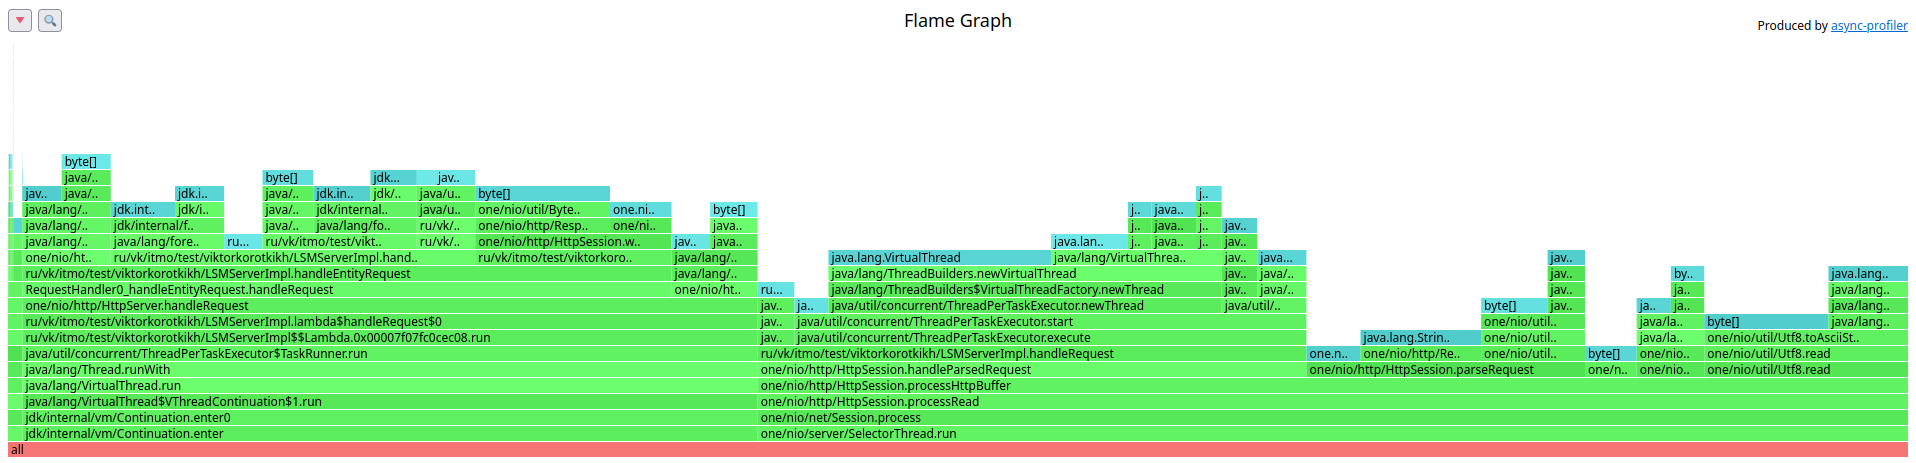 Flame Graph
Produced by async-profiler
byte[]
java/.. byte[] jdk... jav..
jav.. java/.. jdk.i.. java/.. jdk.in.. jdk/.. java/u.. byte[] j..
java/lang/.. jdk.int.. jdk/i.. java/.. jdk/internal.. java/u.. one/nio/util/Byte.. one.ni.. byte[] j.. java.. j..
java/lang/.. jdk/internal/f.. java/.. java/lang/fo.. ru/vk/.. one/nio/http/Resp.. one/ni.. java.. j.. java.. j.. jav..
java/lang/.. java/lang/fore.. ru... ru/vk/itmo/test/vikt.. ru/vk/.. one/nio/http/HttpSession.w.. jav.. java.. java.lan.. j.. java.. j.. jav..
one/nio/ht.. ru/vk/itmo/test/viktorkorotkikh/LSMServerImpl.hand.. ru/vk/itmo/test/viktorkoro.. java/lang/.. java.lang.VirtualThread java/lang/VirtualThrea.. jav.. java... jav..
ru/vk/itmo/test/viktorkorotkikh/LSMServerImpl.handleEntityRequest java/lang/.. java/lang/ThreadBuilders.newVirtualThread jav.. java/.. jav.. by.. java.lang..
RequestHandler0_handleEntityRequest.handleRequest one/nio/ht.. ru... java/lang/ThreadBuilders$VirtualThreadFactory.newThread jav.. java/.. jav.. ja.. java/lang..
one/nio/http/HttpServer.handleRequest jav.. ja.. java/util/concurrent/ThreadPerTaskExecutor.newThread java/util/.. byte[] jav.. ja.. ja.. java/lang..
ru/vk/itmo/test/viktorkorotkikh/LSMServerImpl.lambda$handleRequest$0 jav.. java/util/concurrent/ThreadPerTaskExecutor.start one/nio/util.. java/la.. byte[] java/lang..
ru/vk/itmo/test/viktorkorotkikh/LSMServerImpl$$Lambda.0x00007f07fc0cec08.run jav.. java/util/concurrent/ThreadPerTaskExecutor.execute java.lang.Strin.. one/nio/util.. java/la.. one/nio/util/Utf8.toAsciiSt..
java/util/concurrent/ThreadPerTaskExecutor$TaskRunner.run ru/vk/itmo/test/viktorkorotkikh/LSMServerImpl.handleRequest one.n.. one/nio/http/Re.. one/nio/util.. byte[] one/nio.. one/nio/util/Utf8.read
java/lang/Thread.runWith one/nio/http/HttpSession.handleParsedRequest one/nio/http/HttpSession.parseRequest one/n.. one/nio.. one/nio/util/Utf8.read
java/lang/VirtualThread.run one/nio/http/HttpSession.processHttpBuffer
java/lang/VirtualThread$VThreadContinuation$1.run one/nio/http/HttpSession.processRead
jdk/internal/vm/Continuation.enter0 one/nio/net/Session.process
jdk/internal/vm/Continuation.enter one/nio/server/SelectorThread.run
all